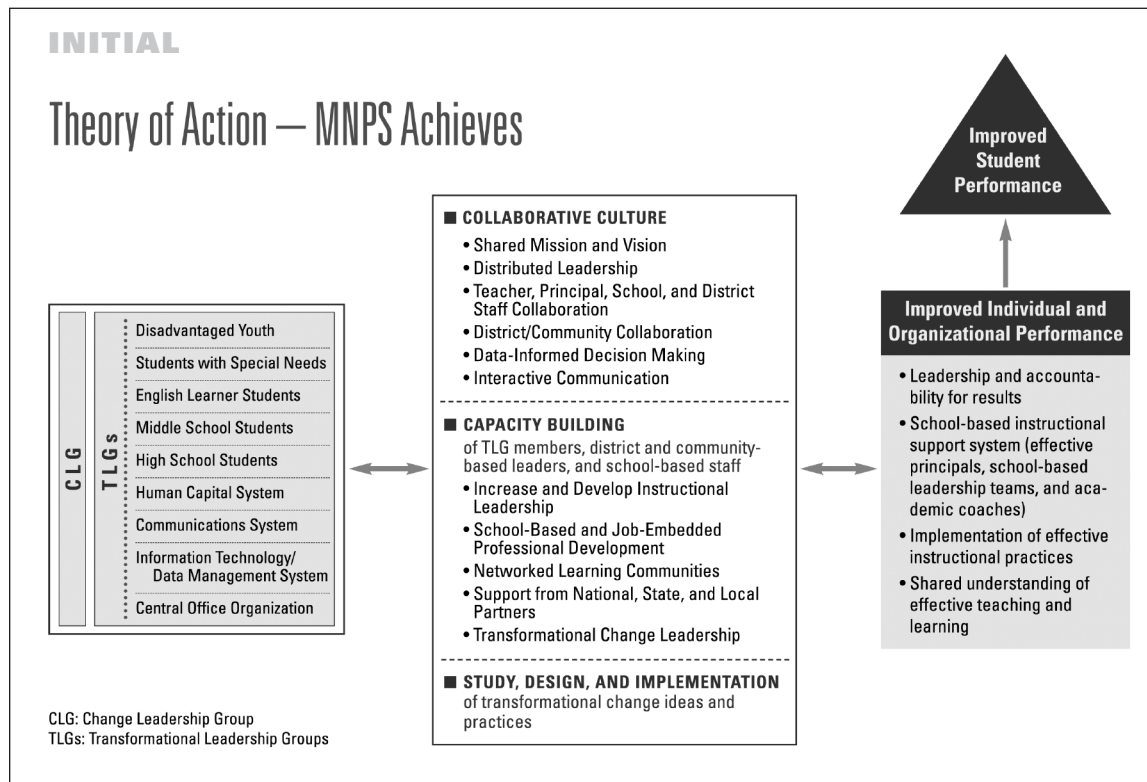 INITIAL
Theory of Action – MNPS Achieves
CLG
TLGs
Disadvantaged Youth
Students with Special Needs
English Learner Students
Middle School Students
High School Students
Human Capital System
Communications System
Information Technology/
Data Management System
Central Office Organization
CLG: Change Leadership Group
TLGs: Transformational Leadership Groups
■ COLLABORATIVE CULTURE
• Shared Mission and Vision
• Distributed Leadership
• Teacher, Principal, School, and District
Staff Collaboration
• District/Community Collaboration
• Data-Informed Decision Making
• Interactive Communication
■ CAPACITY BUILDING
of TLG members, district and community-
based leaders, and school-based staff
• Increase and Develop Instructional
Leadership
• School-Based and Job-Embedded
Professional Development
• Networked Learning Communities
• Support from National, State, and Local
Partners
• Transformational Change Leadership
■ STUDY, DESIGN, AND IMPLEMENTATION
of transformational change ideas and
practices
Improved
Student
Performance
Improved Individual and
Organizational Performance
• Leadership and accounta-
bility for results
• School-based instructional
support system (effective
principals, school-based
leadership teams, and aca-
demic coaches)
• Implementation of effective
instructional practices
• Shared understanding of
effective teaching and
learning